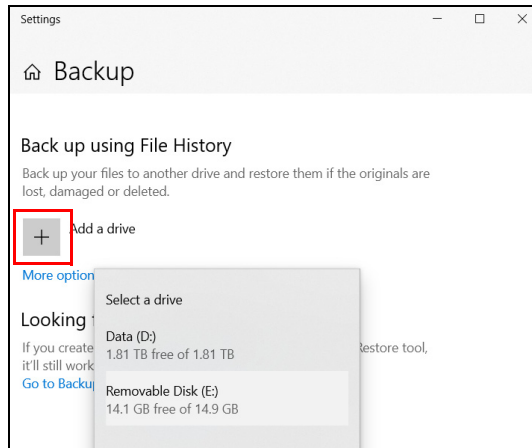 Settings
Backup
Back up using File History
Back up your files to another drive and restore them if the originals are
lost, damaged or deleted.
Add a drive
More option
Select a drive
Looking
Data (D:)
1.81 TB free of 1.81 TB
If you create
Restore tool,
it'll still work
Go to Backu
Removable Disk (E:)
14.1 GB free of 14.9 GB